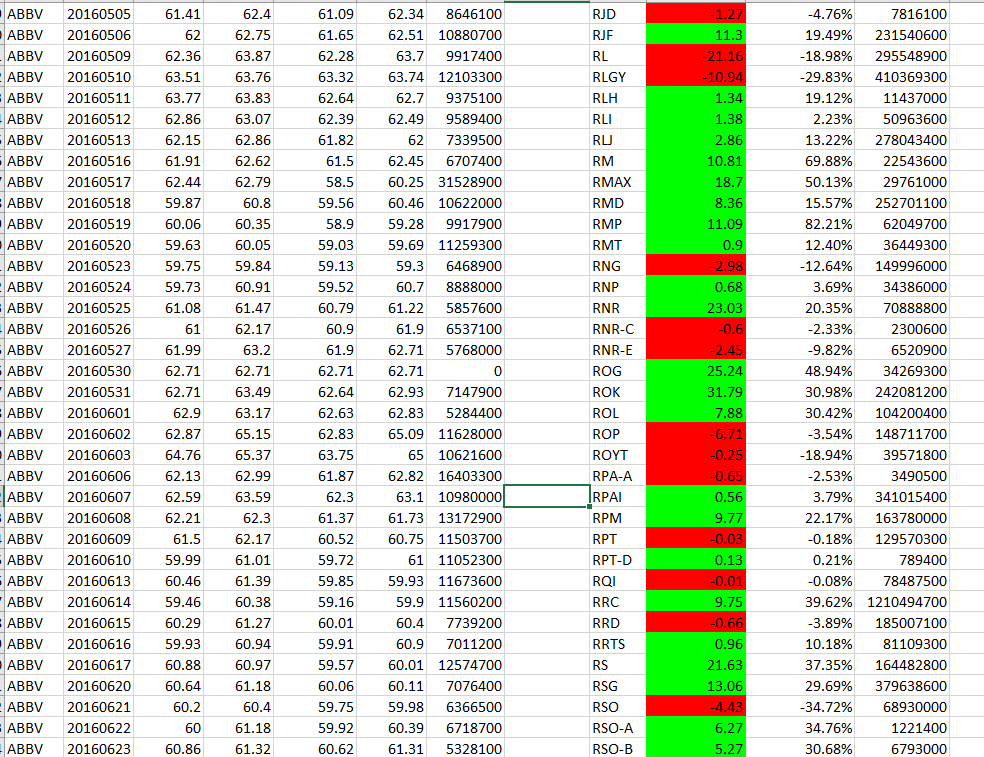 ABBV 20160505 61.41 62.4 61.09 62.34 8646100 RJD -1.27 -4.76% 7816100
ABBV 20160506 62 62.75 61.65 62.51 10880700 RJF 11.3 19.49% 231540600
ABBV 20160509 62.36 63.87 62.28 63.7 9917400 RL -21.16 -18.98% 295548900
ABBV 20160510 63.51 63.76 63.32 63.74 12103300 RLGY -10.94 -29.83% 410369300
ABBV 20160511 63.77 63.83 62.64 62.7 9375100 RLH 1.34 19.12% 11437000
ABBV 20160512 62.86 63.07 62.39 62.49 9589400 RLI 1.38 2.23% 50963600
ABBV 20160513 62.15 62.86 61.82 62 7339500 RLJ 2.86 13.22% 278043400
ABBV 20160516 61.91 62.62 61.5 62.45 6707400 RM 10.81 69.88% 22543600
ABBV 20160517 62.44 62.79 58.5 60.25 31528900 RMAX 18.7 50.13% 29761000
ABBV 20160518 59.87 60.8 59.56 60.46 10622000 RMD 8.36 15.57% 252701100
ABBV 20160519 60.06 60.35 58.9 59.28 9917900 RMP 11.09 82.21% 62049700
ABBV 20160520 59.63 60.05 59.03 59.69 11259300 RMT 0.9 12.40% 36449300
ABBV 20160523 59.75 59.84 59.13 59.3 6468900 RNG -2.98 -12.64% 149996000
ABBV 20160524 59.73 60.91 59.52 60.7 8888000 RNP 0.68 3.69% 34386000
ABBV 20160525 61.08 61.47 60.79 61.22 5857600 RNR 23.03 20.35% 70888800
ABBV 20160526 61 62.17 60.9 61.9 6537100 RNR-C -0.6 -2.33% 2300600
ABBV 20160527 61.99 63.2 61.9 62.71 5768000 RNR-E -2.45 -9.82% 6520900
ABBV 20160530 62.71 62.71 62.71 62.71 0 ROG 25.24 48.94% 34269300
ABBV 20160531 62.71 63.49 62.64 62.93 7147900 ROK 31.79 30.98% 242081200
ABBV 20160601 62.9 63.17 62.63 62.83 5284400 ROL 7.88 30.42% 104200400
ABBV 20160602 62.87 65.15 62.83 65.09 11628000 ROP -6.71 -3.54% 148711700
ABBV 20160603 64.76 65.37 63.75 65 10621600 ROYT -0.25 -18.94% 39571800
ABBV 20160606 62.13 62.99 61.87 62.82 16403300 RPA-A -0.65 -2.53% 3490500
ABBV 20160607 62.59 63.59 62.3 63.1 10980000 RPAI 0.56 3.79% 341015400
ABBV 20160608 62.21 62.3 61.37 61.73 13172900 RPM 9.77 22.17% 163780000
ABBV 20160609 61.5 62.17 60.52 60.75 11503700 RPT -0.03 -0.18% 129570300
ABBV 20160610 59.99 61.01 59.72 61 11052300 RPT-D 0.13 0.21% 789400
ABBV 20160613 60.46 61.39 59.85 59.93 11673600 RQI -0.01 -0.08% 78487500
ABBV 20160614 59.46 60.38 59.16 59.9 11560200 RRC 9.75 39.62% 1210494700
ABBV 20160615 60.29 61.27 60.01 60.4 7739200 RRD -0.66 -3.89% 185007100
ABBV 20160616 59.93 60.94 59.91 60.9 7011200 RRTS 0.96 10.18% 81109300
ABBV 20160617 60.88 60.97 59.57 60.01 12574700 RS 21.63 37.35% 164482800
ABBV 20160620 60.64 61.18 60.06 60.11 7076400 RSG 13.06 29.69% 379638600
ABBV 20160621 60.2 60.4 59.75 59.98 6366500 RSO -4.43 -34.72% 68930000
ABBV 20160622 60 61.18 59.92 60.39 6718700 RSO-A 6.27 34.76% 1221400
ABBV 20160623 60.86 61.32 60.62 61.31 5328100 RSO-B 5.27 30.68% 6793000